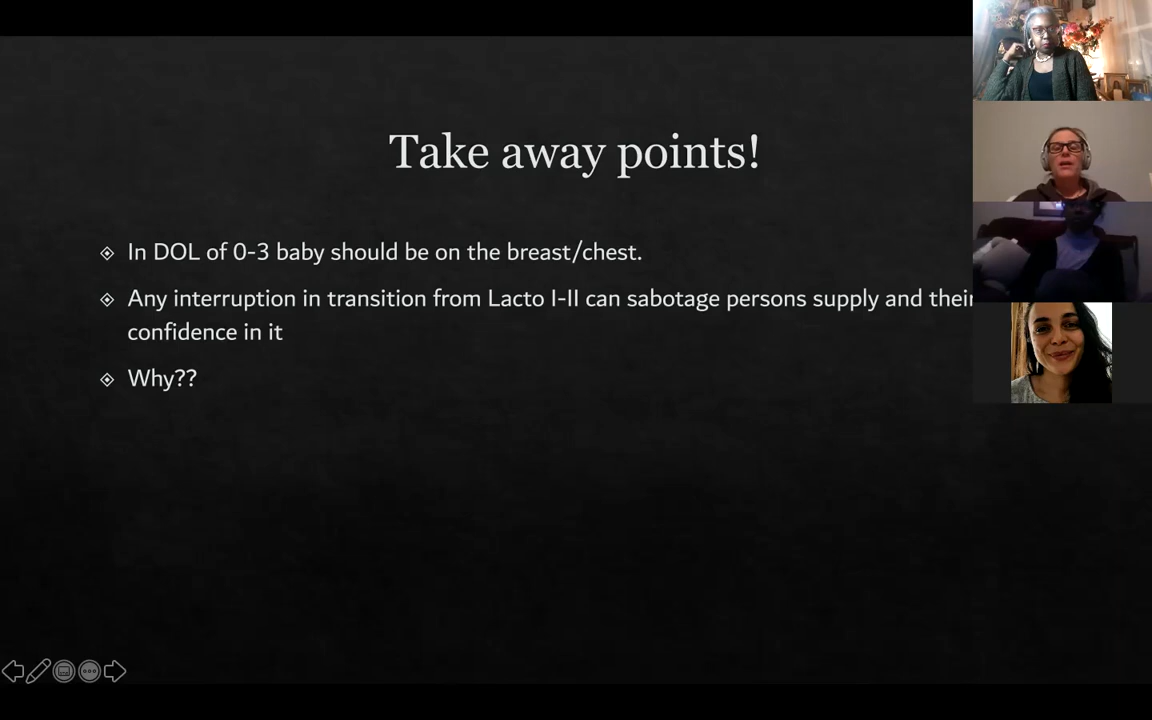 Take away points!
In DOL of 0-3 baby should be on the breast/chest.
Any interruption in transition from Lacto I-II can sabotage persons supply and their
confidence in it
Why??